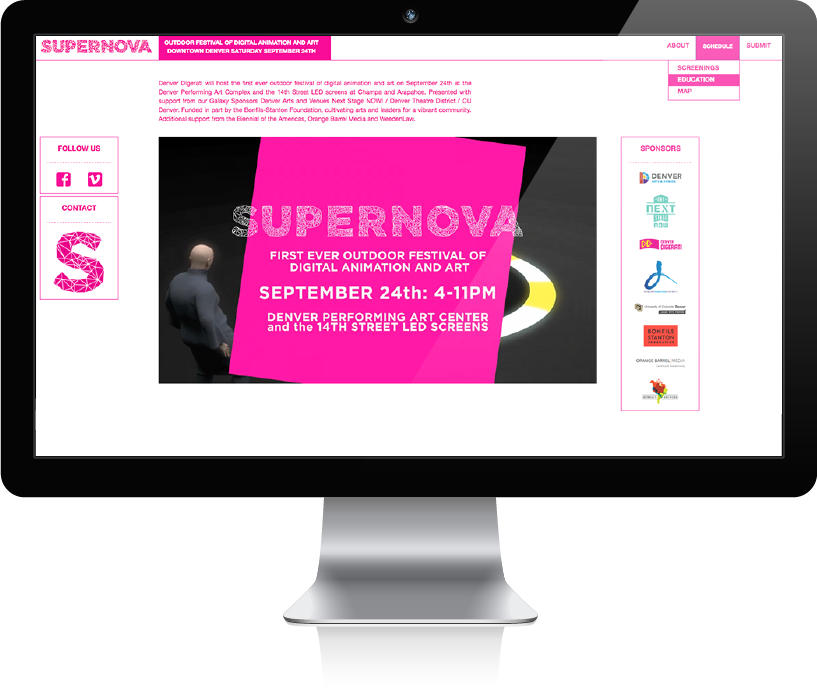 SUPERNOVA
OUTDOOR FESTIVAL OF DIGITAL ANIMATION AND ART
DOWNTOWN DENVER SATURDAY SEPTEMBER 24TH
ABOUT
SCHEDULE
SUBMIT
SCREENINGS
EDUCATION
MAP
Denver Digerati will host the first ever outdoor festival of digital animation and art on September 24th at the
Denver Performing Art Complex and the 14th Street LED screens at Champa and Arapahoe. Presented with
support from our Galaxy Sponsors Denver Arts and Venues Next Stage NOW! / Denver Theatre District / CU
Denver. Funded in part by the Bonfils-Stanton Foundation, cultivating arts and leaders for a vibrant community.
Additional support from the Biennial of the Americas, Orange Barrel Media and WeedenLaw.
FOLLOW US
CONTACT
S
SUPERNOVA
FIRST EVER OUTDOOR FESTIVAL OF
DIGITAL ANIMATION AND ART
SEPTEMBER 24th: 4-11PM
DENVER PERFORMING ART CENTER
and the 14TH STREET LED SCREENS
SPONSORS
DENVER
NEXT
NOW
DENVER
DIGERATI
University of Colorado Denver
BONFILS
STANTON
FOUNDATION
ORANGE BARREL MEDIA